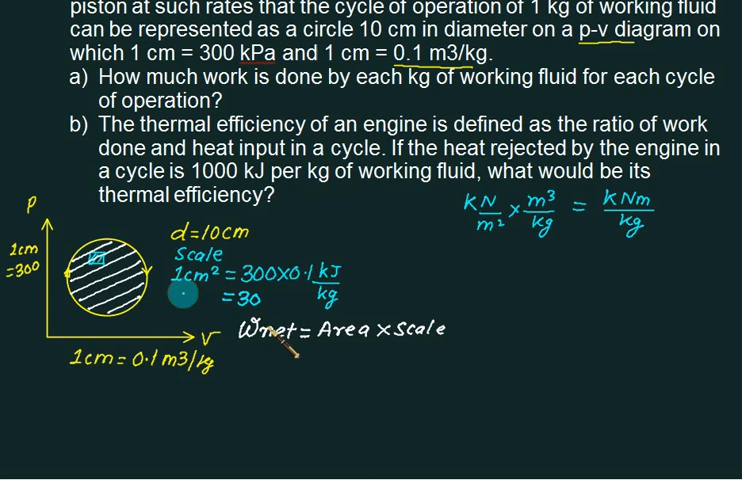 piston at such rates that the cycle of operation of 1 kg of working fluid
can be represented as a circle 10 cm in diameter on a p-v diagram on
which 1 cm = 300 kPa and 1 cm = 0.1 m3/kg.
a) How much work is done by each kg of working fluid for each cycle
of operation?
b) The thermal efficiency of an engine is defined as the ratio of work
done and heat input in a cycle. If the heat rejected by the engine in
a cycle is 1000 kJ per kg of working fluid, what would be its
thermal efficiency?
KN/m² × m³/kg = KNm/kg
P
d=10cm
1cm
=300
Scale
1cm² = 300×0.1 kJ/kg
=30
Wnet = Area × Scale
V
1cm = 0.1 m3/kg